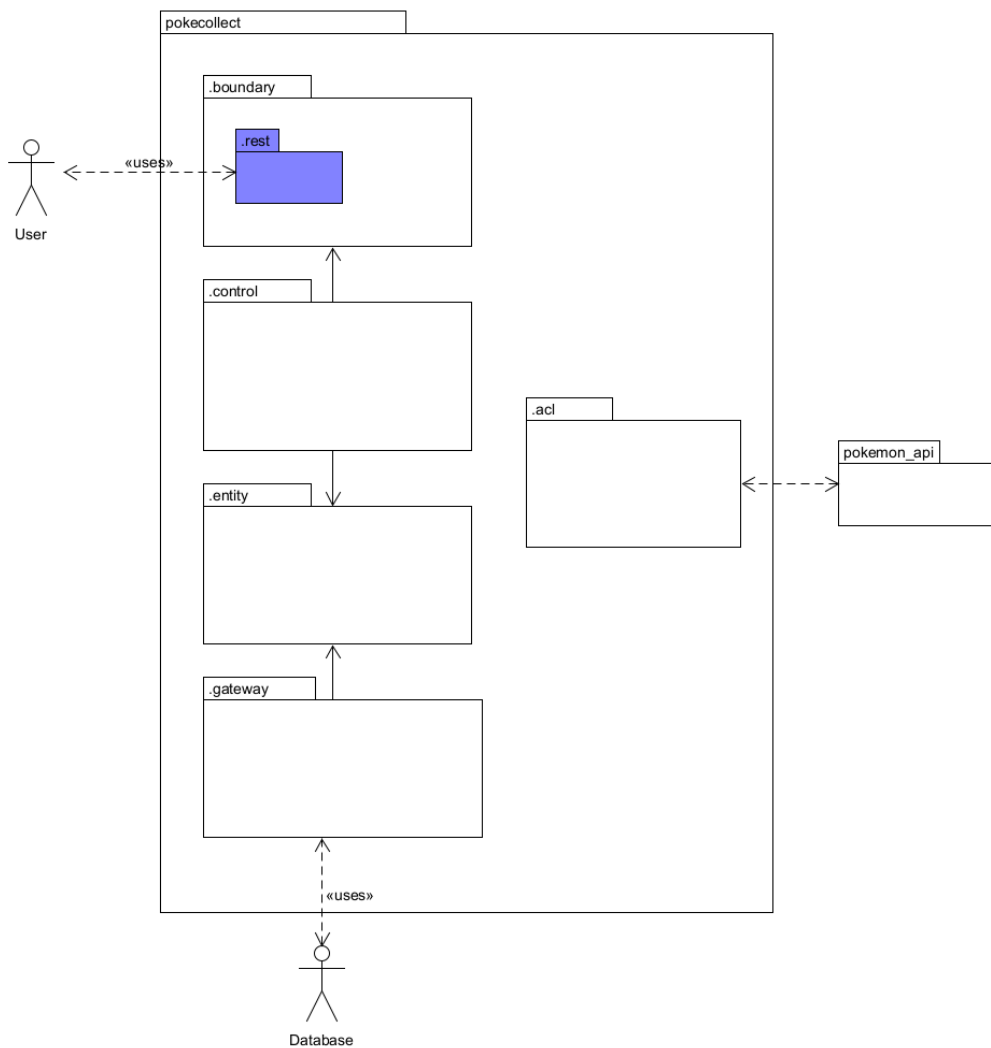 pokecollect
.boundary
.rest
«uses»
User
.control
.acl
pokemon_api
.entity
.gateway
«uses»
Database